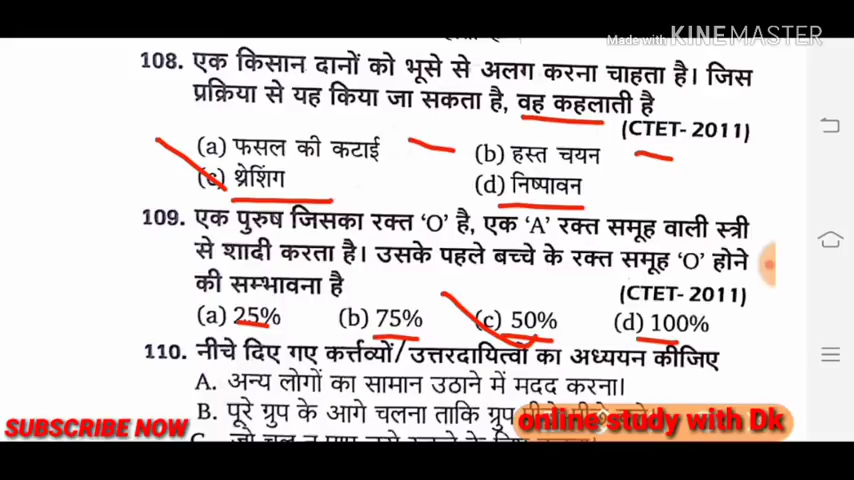 Made with KINEMASTER
108. एक किसान दानों को भूसे से अलग करना चाहता है। जिस
प्रक्रिया से यह किया जा सकता है, वह कहलाती है
(CTET- 2011)
(a) फसल की कटाई (b) हस्त चयन
(c) थ्रेशिंग (d) निष्पावन
109. एक पुरुष जिसका रक्त ‘O’ है, एक ‘A’ रक्त समूह वाली स्त्री
से शादी करता है। उसके पहले बच्चे के रक्त समूह ‘O’ होने
की सम्भावना है
(CTET- 2011)
(a) 25% (b) 75% (c) 50% (d) 100%
110. नीचे दिए गए कर्त्तव्यों/उत्तरदायित्वों का अध्ययन कीजिए
A. अन्य लोगों का सामान उठाने में मदद करना।
B. पूरे ग्रुप के आगे चलना ताकि ग्रुप
SUBSCRIBE NOW
online study with Dk